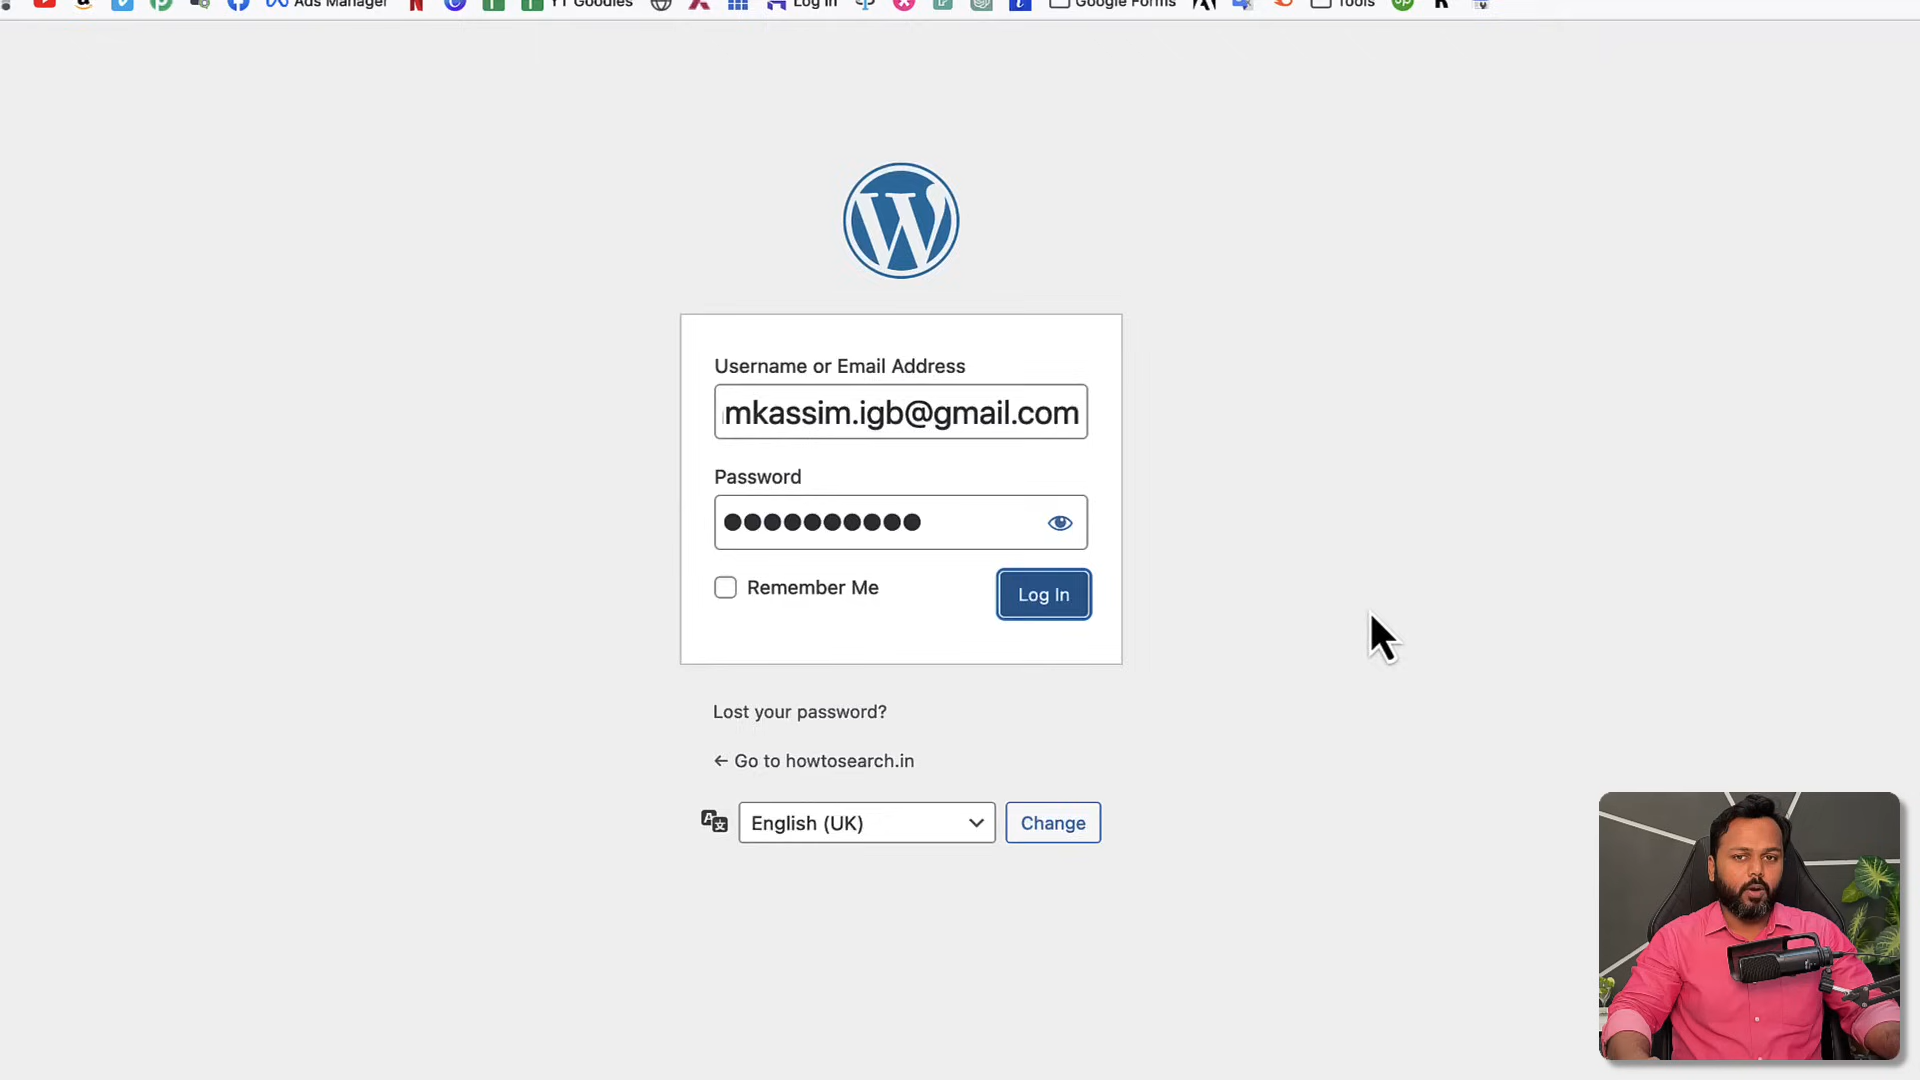 Ads Manager
YT Goodies
Log In
Google Forms
Tools
Username or Email Address
mkassim.igb@gmail.com
Password
Remember Me
Log In
Lost your password?
← Go to howtosearch.in
English (UK)
Change